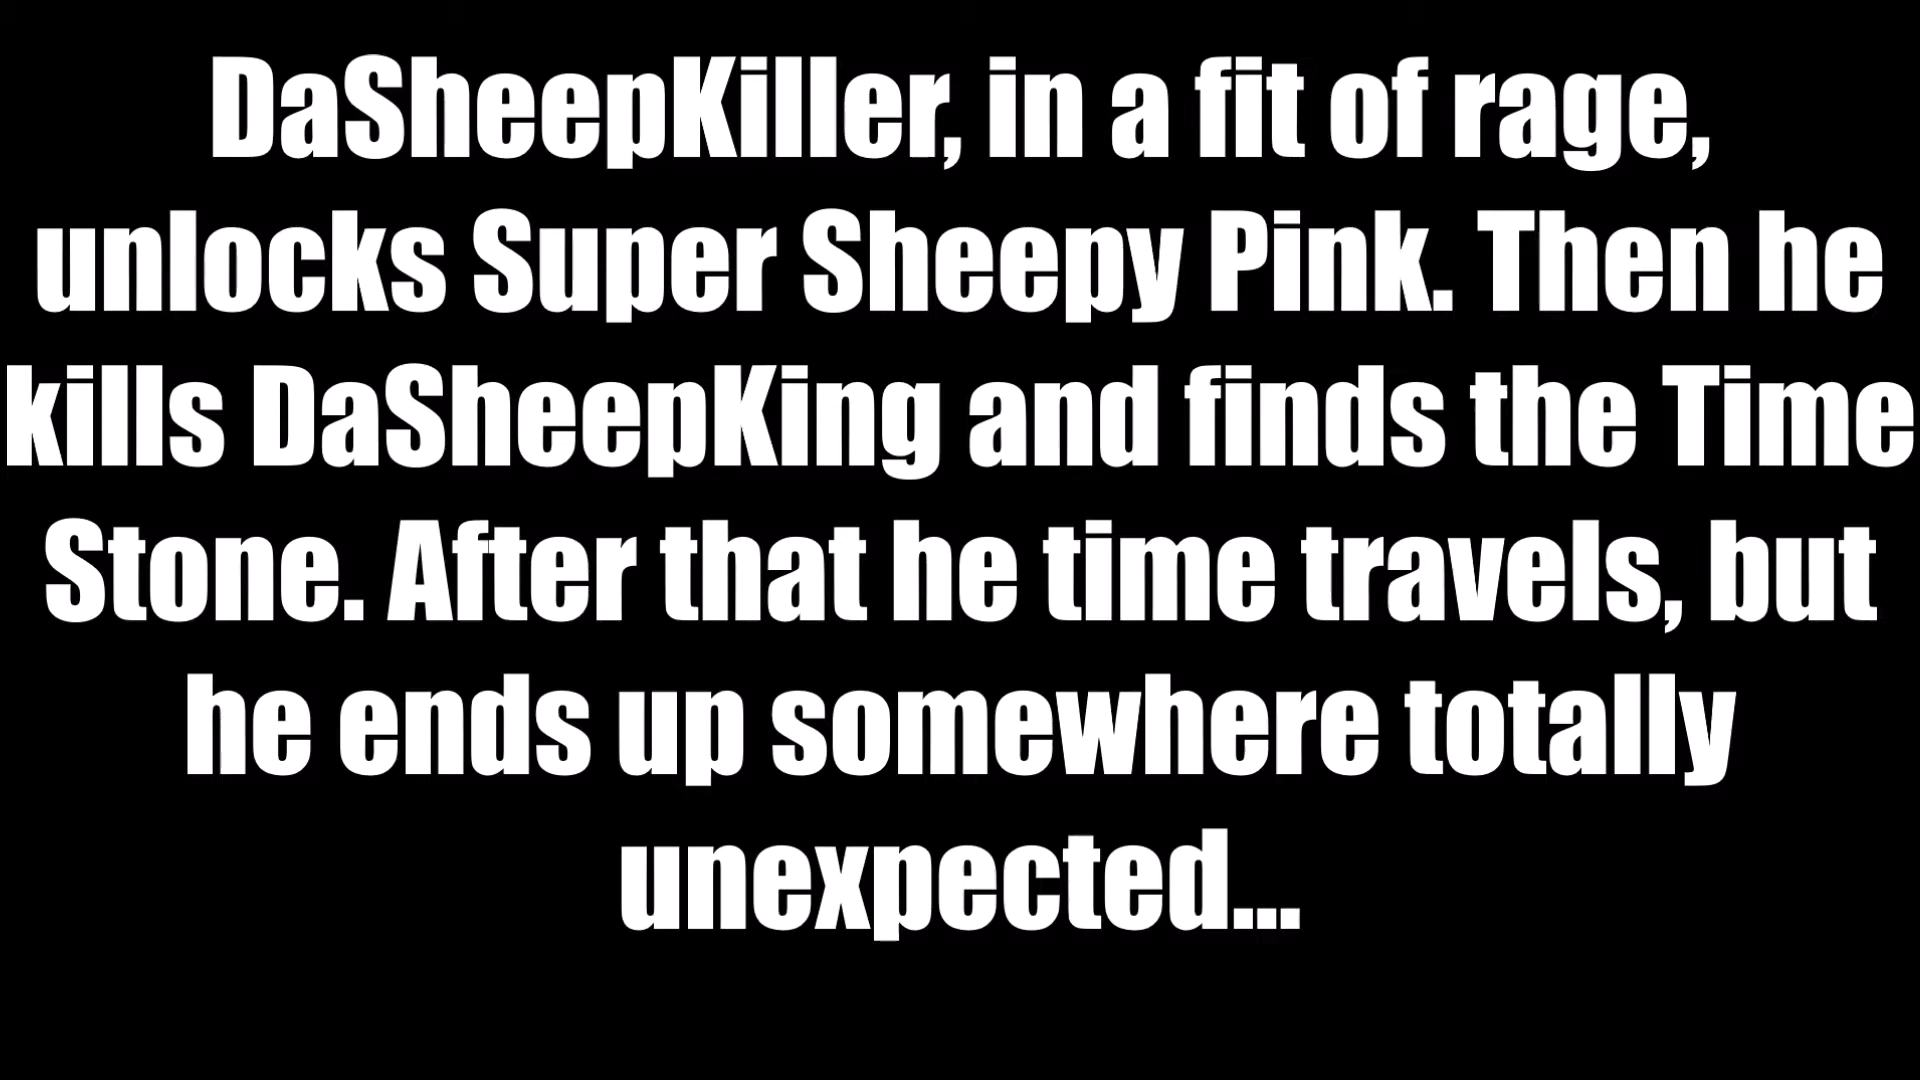 DaSheepKiller, in a fit of rage,
unlocks Super Sheepy Pink. Then he
kills DaSheepKing and finds the Time
Stone. After that he time travels, but
he ends up somewhere totally
unexpected...